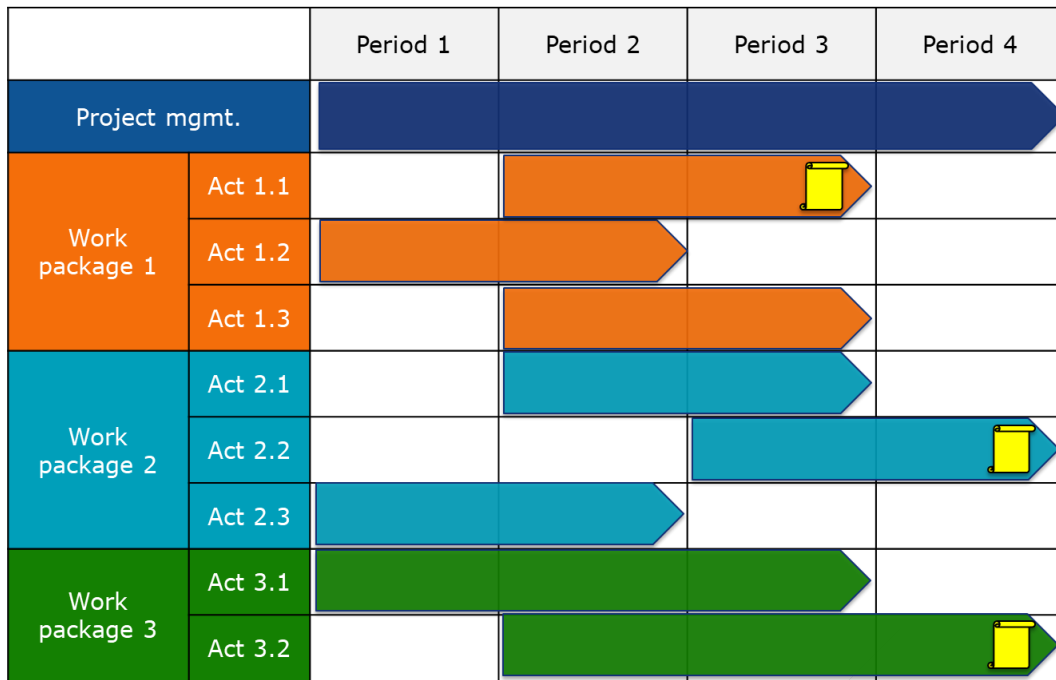 Period 1
Period 2
Period 3
Period 4
Project mgmt.
Work
package 1
Act 1.1
Act 1.2
Act 1.3
Work
package 2
Act 2.1
Act 2.2
Act 2.3
Work
package 3
Act 3.1
Act 3.2